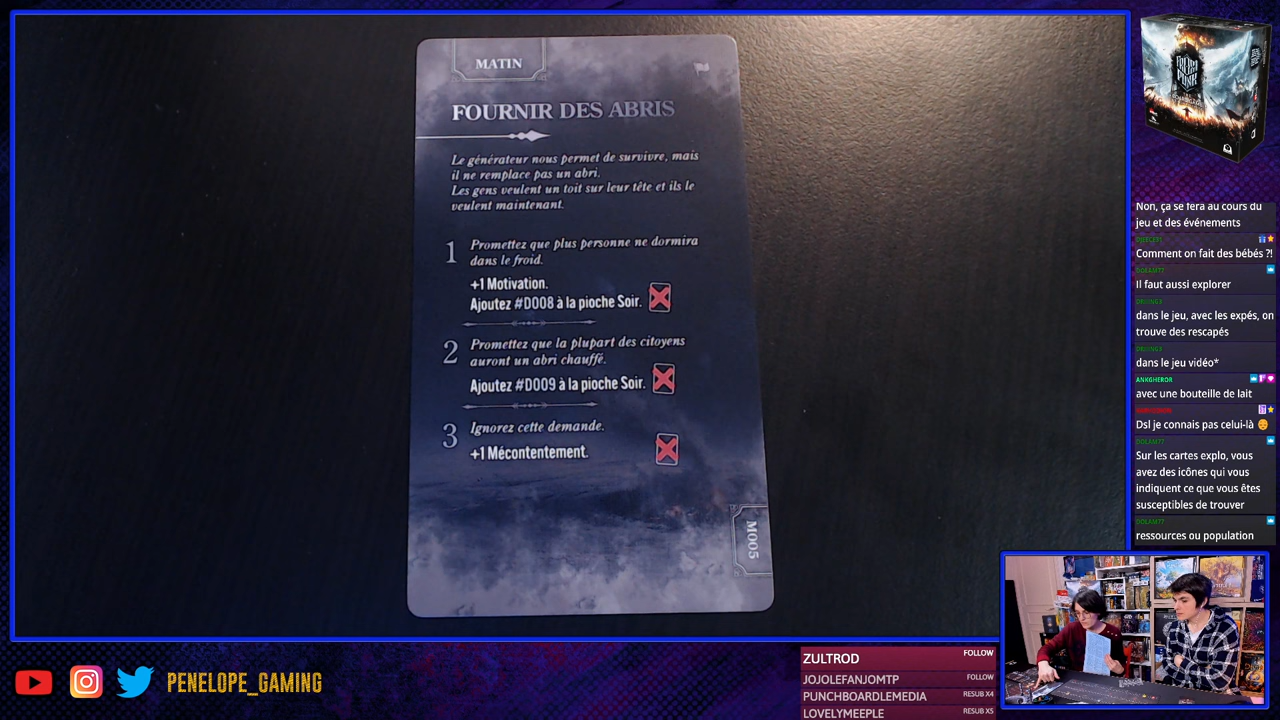 MATIN
FOURNIR DES ABRIS
Le générateur nous permet de survivre, mais
il ne remplace pas un abri.
Les gens veulent un toit sur leur tête et ils le
veulent maintenant.
1
Promettez que plus personne ne dormira
dans le froid.
+1 Motivation.
Ajoutez #D008 à la pioche Soir.
2
Promettez que la plupart des citoyens
auront un abri chauffé.
Ajoutez #D009 à la pioche Soir.
3
Ignorez cette demande.
+1 Mécontentement.
M005
FROST
PUNK
Non, ça se fera au cours du
jeu et des événements
Comment on fait des bébés ?!
DOLAM77
Il faut aussi explorer
dans le jeu, avec les expés, on
trouve des rescapés
dans le jeu vidéo*
ANKGHEROR
avec une bouteille de lait
Dsl je connais pas celui-là
DOLAM77
Sur les cartes explo, vous
avez des icônes qui vous
indiquent ce que vous êtes
susceptibles de trouver
DOLAM77
ressources ou population
PENELOPE_GAMING
ZULTROD FOLLOW
JOJOLEFANJOMTP FOLLOW
PUNCHBOARDLEMEDIA RESUB X4
LOVELYMEEPLE RESUB X5